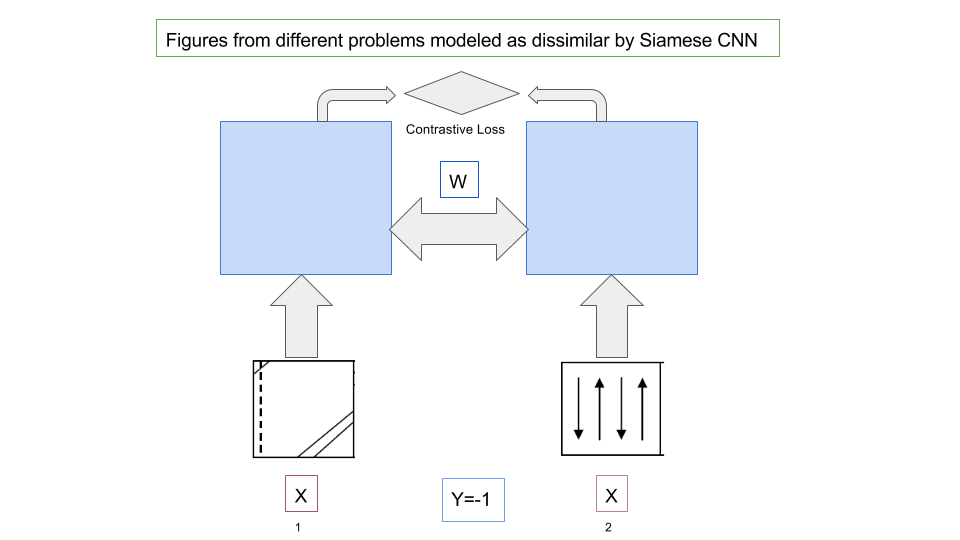 Figures from different problems modeled as dissimilar by Siamese CNN
Contrastive Loss
W
X
Y=-1
X
1
2